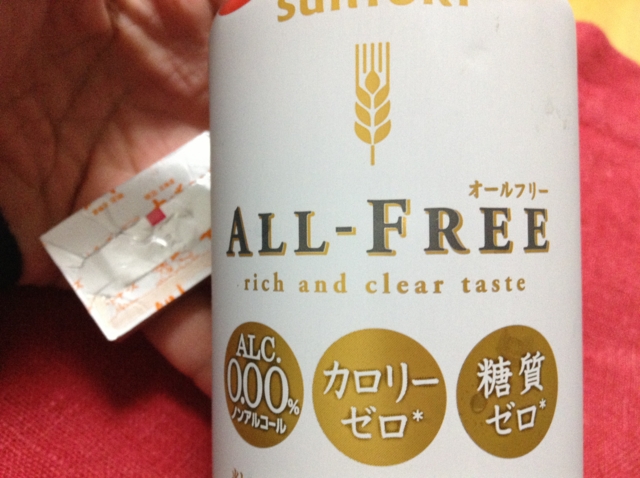 SUNTORY
オールフリー
ALL-FREE
rich and clear taste
ALC.
0.00%
ノンアルコール
カロリー
ゼロ*
糖質
ゼロ*